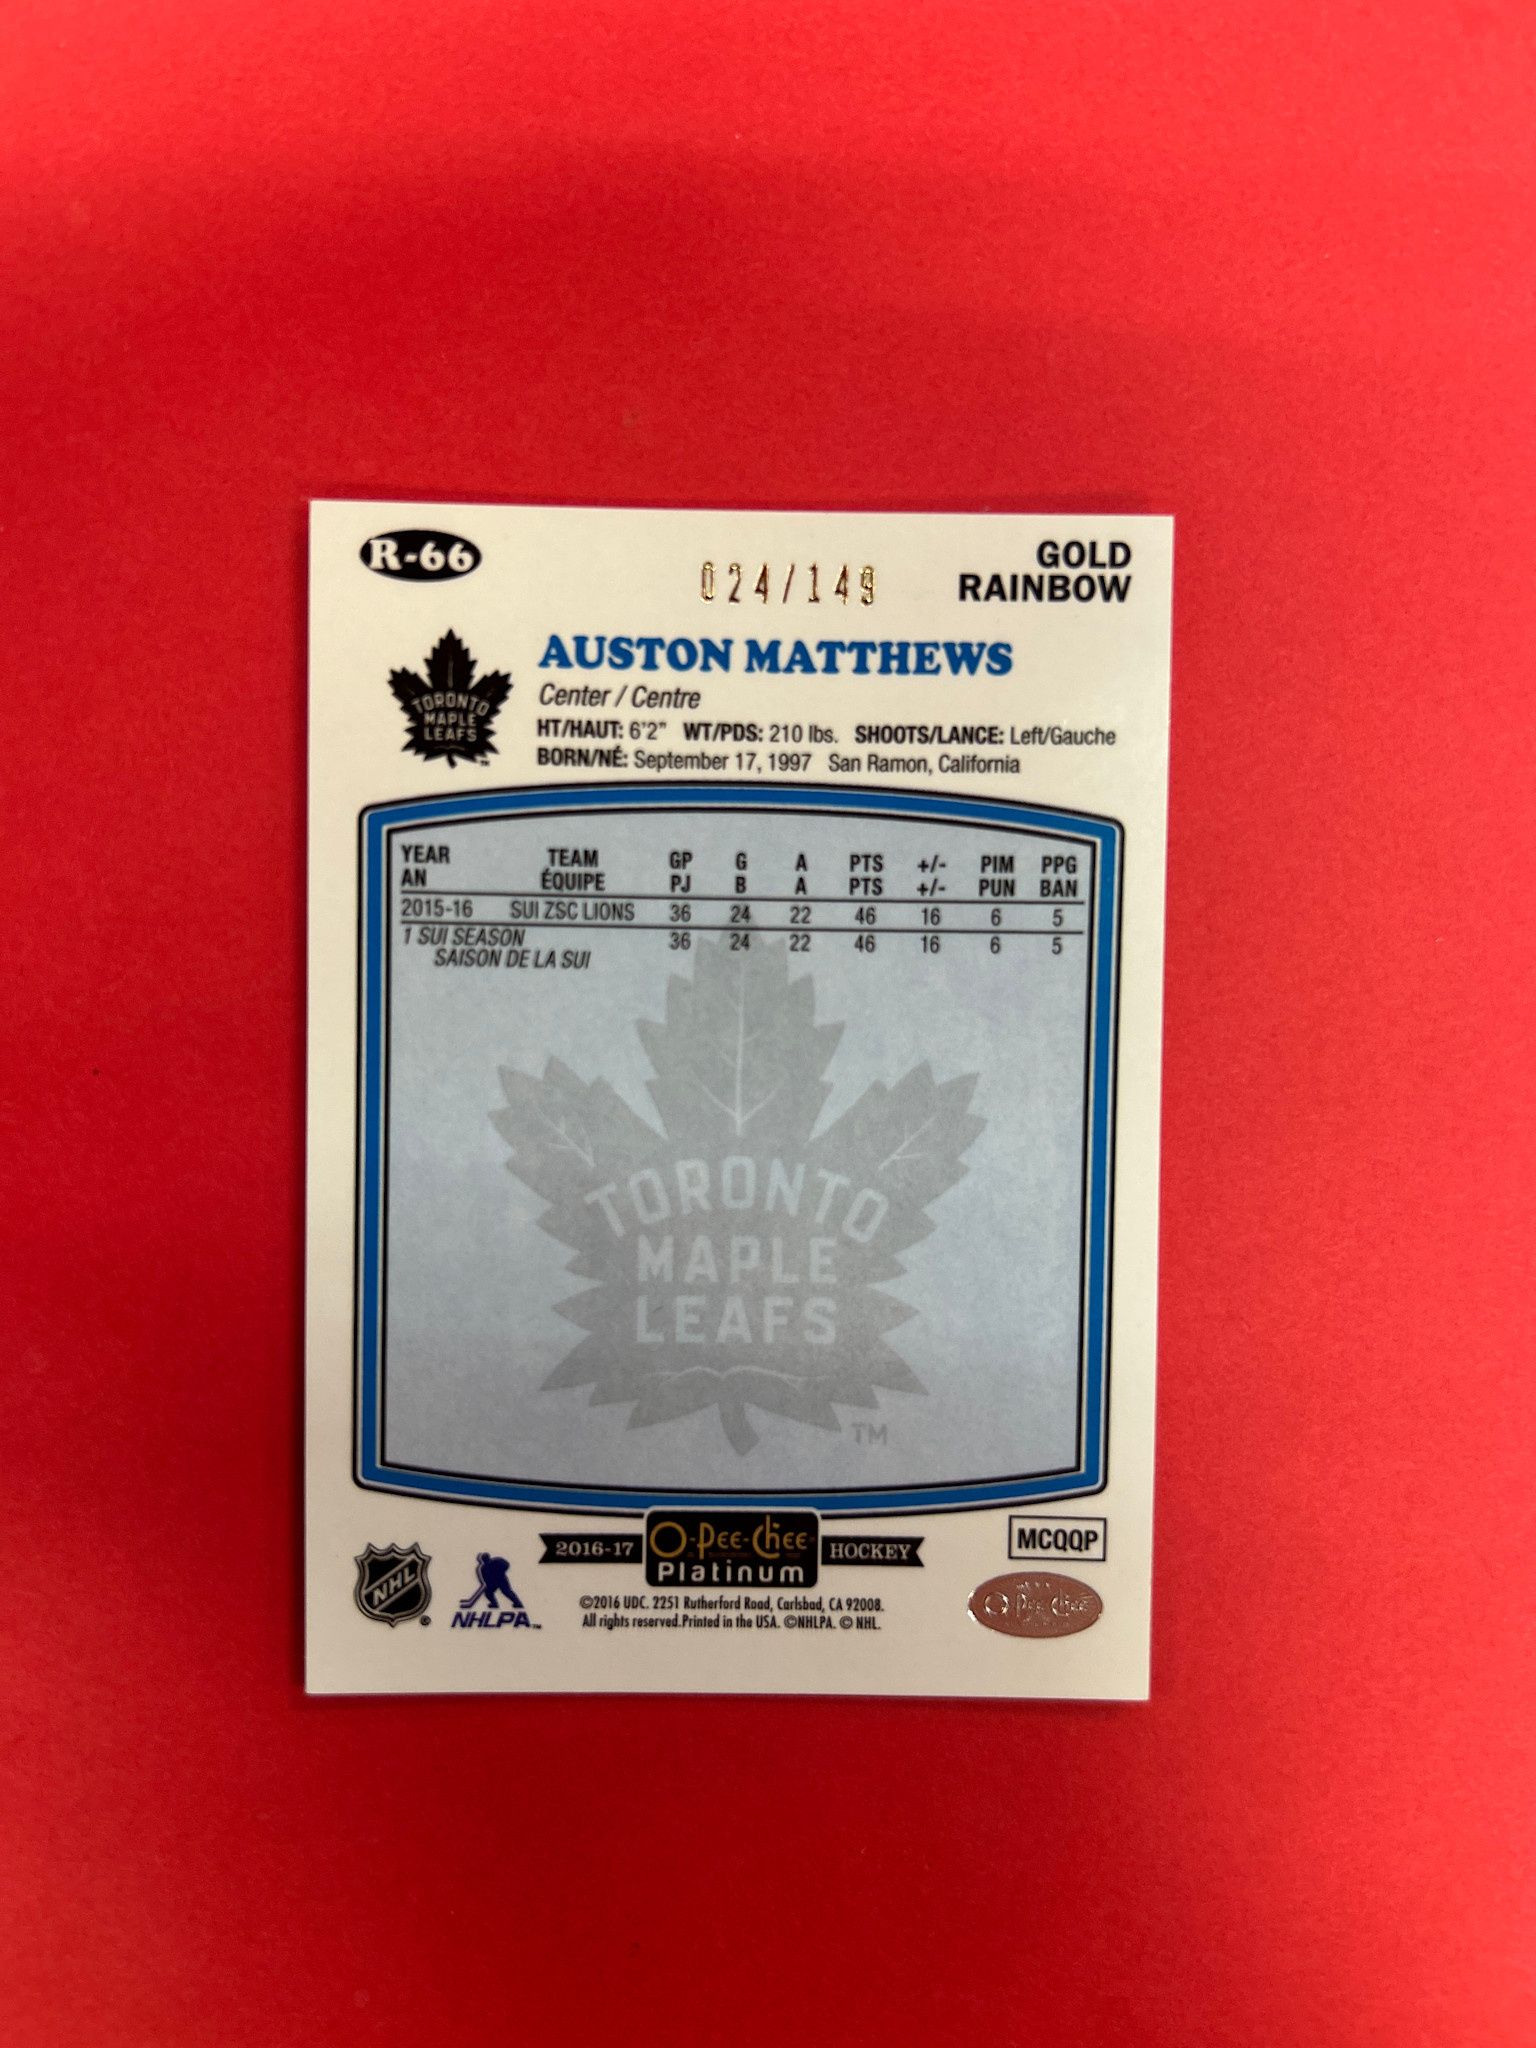 R-66
024/149
GOLD
RAINBOW
TORONTO
MAPLE
LEAFS
TM
AUSTON MATTHEWS
Center / Centre
HT/HAUT: 6'2" WT/PDS: 210 lbs. SHOOTS/LANCE: Left/Gauche
BORN/NÉ: September 17, 1997 San Ramon, California
YEAR TEAM GP G A PTS +/- PIM PPG
AN ÉQUIPE PJ B A PTS +/- PUN BAN
2015-16 SUI ZSC LIONS 36 24 22 46 16 6 5
1 SUI SEASON 36 24 22 46 16 6 5
SAISON DE LA SUI
TORONTO
MAPLE
LEAFS
TM
2016-17 O-Pee-Chee HOCKEY
Platinum
MCQQP
NHL ®
NHLPA™
©2016 UDC. 2251 Rutherford Road, Carlsbad, CA 92008.
All rights reserved.Printed in the USA. ©NHLPA. © NHL.
O-Pee-Chee